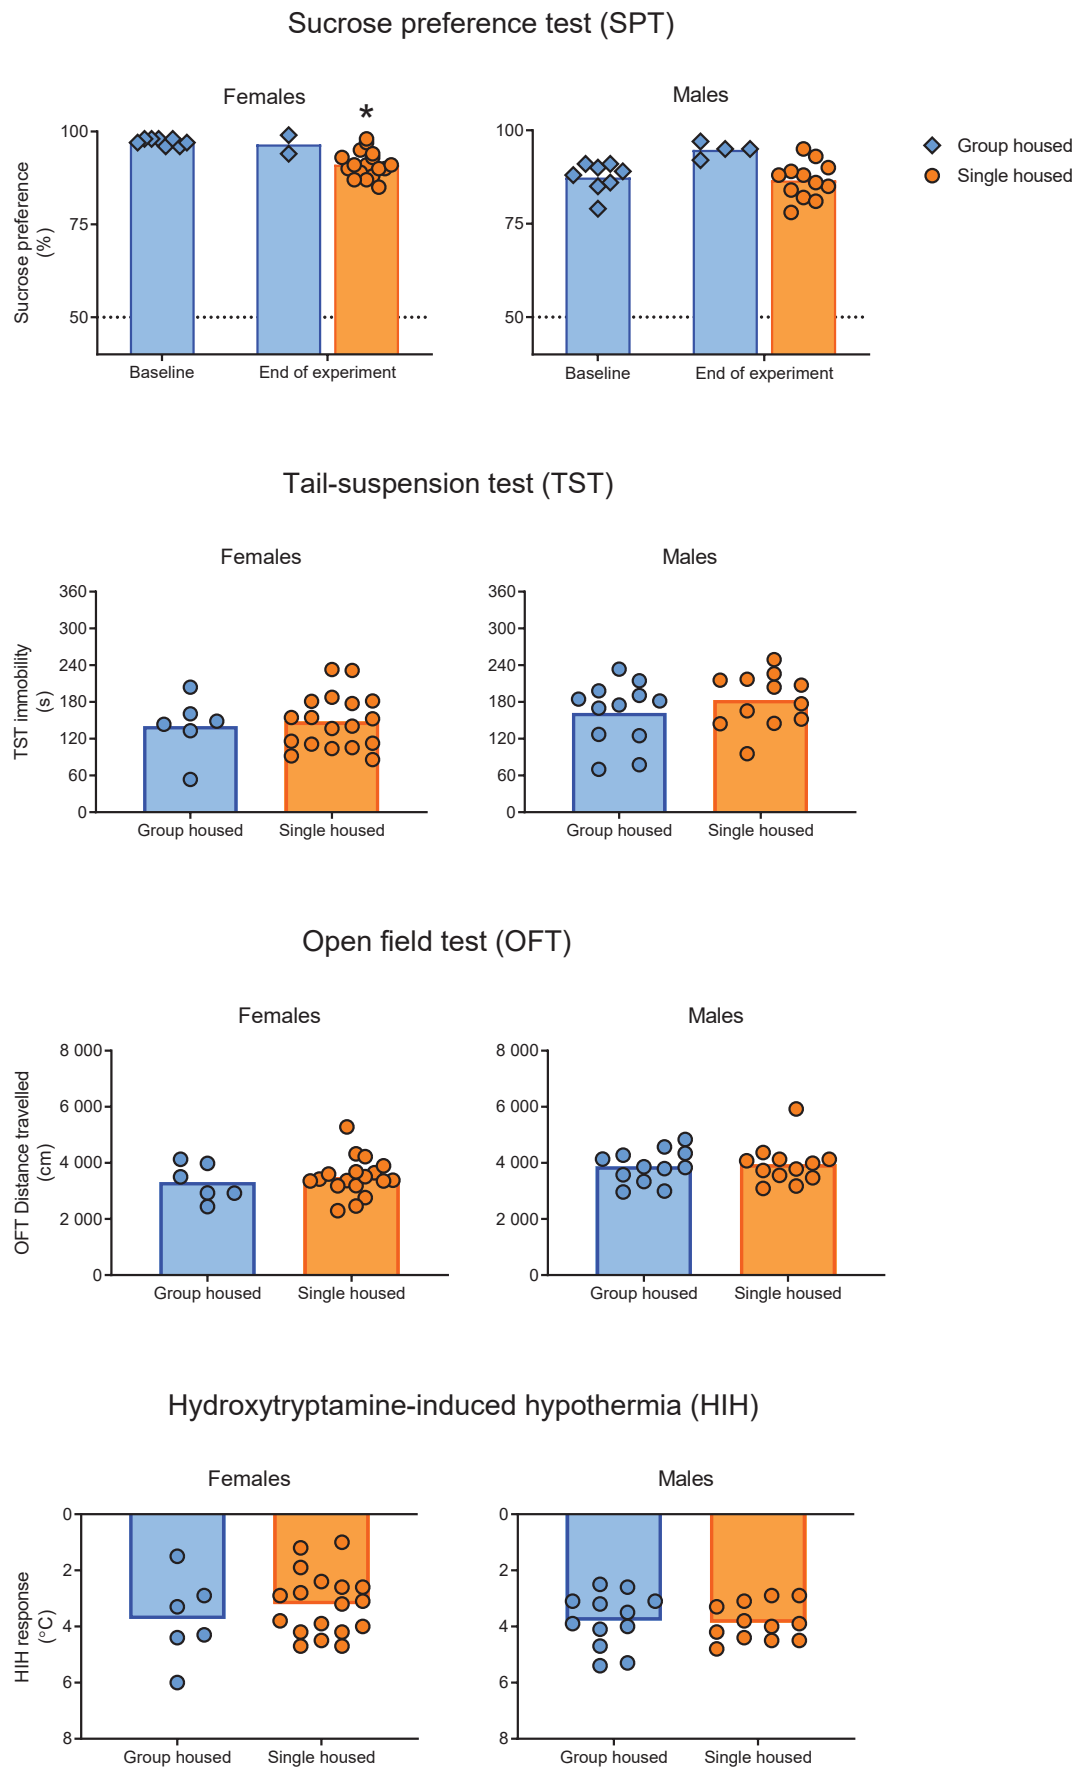 Sucrose preference test (SPT)
Females
Males
*
100
75
50
Sucrose preference
(%)
Baseline
End of experiment
100
75
50
Baseline
End of experiment
Group housed
Single housed
Tail-suspension test (TST)
Females
Males
360
300
240
180
120
60
0
TST immobility
(s)
Group housed
Single housed
360
300
240
180
120
60
0
Group housed
Single housed
Open field test (OFT)
Females
Males
8 000
6 000
4 000
2 000
0
OFT Distance travelled
(cm)
Group housed
Single housed
8 000
6 000
4 000
2 000
0
Group housed
Single housed
Hydroxytryptamine-induced hypothermia (HIH)
Females
Males
0
2
4
6
8
HIH response
(°C)
Group housed
Single housed
0
2
4
6
8
Group housed
Single housed